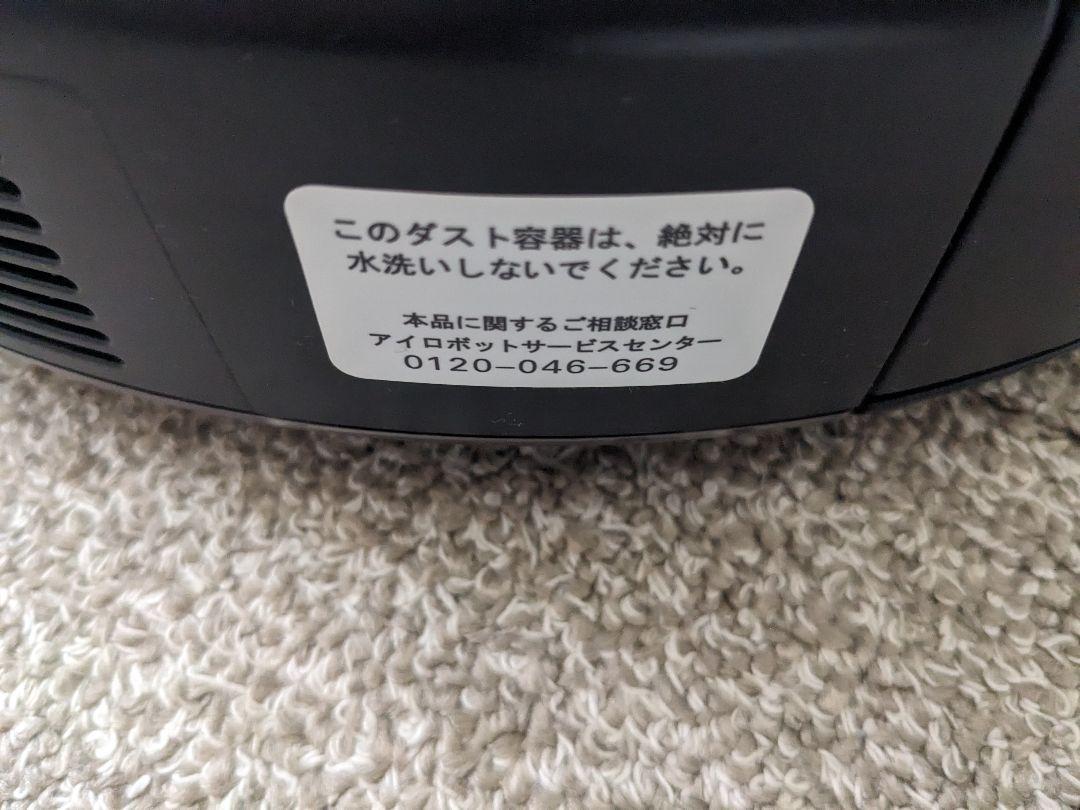 このダスト容器は、絶対に
水洗いしないでください。
本品に関するご相談窓口
アイロボットサービスセンター
0120-046-669